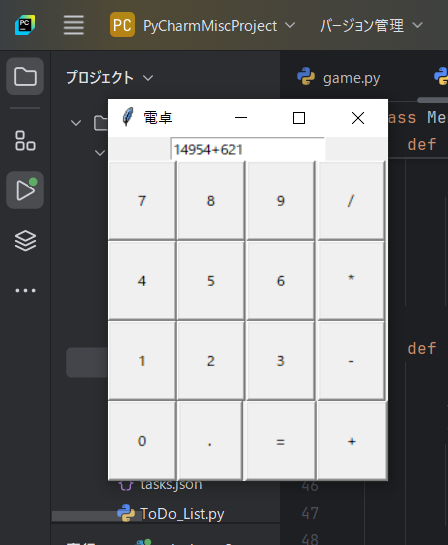 PC
PC PyCharmMiscProject バージョン管理
プロジェクト
game.py
電卓
ass Me
def
14954+621
7 8 9 /
4 5 6 *
1 2 3 -
def
0 . = +
tasks.json
46
ToDo_List.py
47